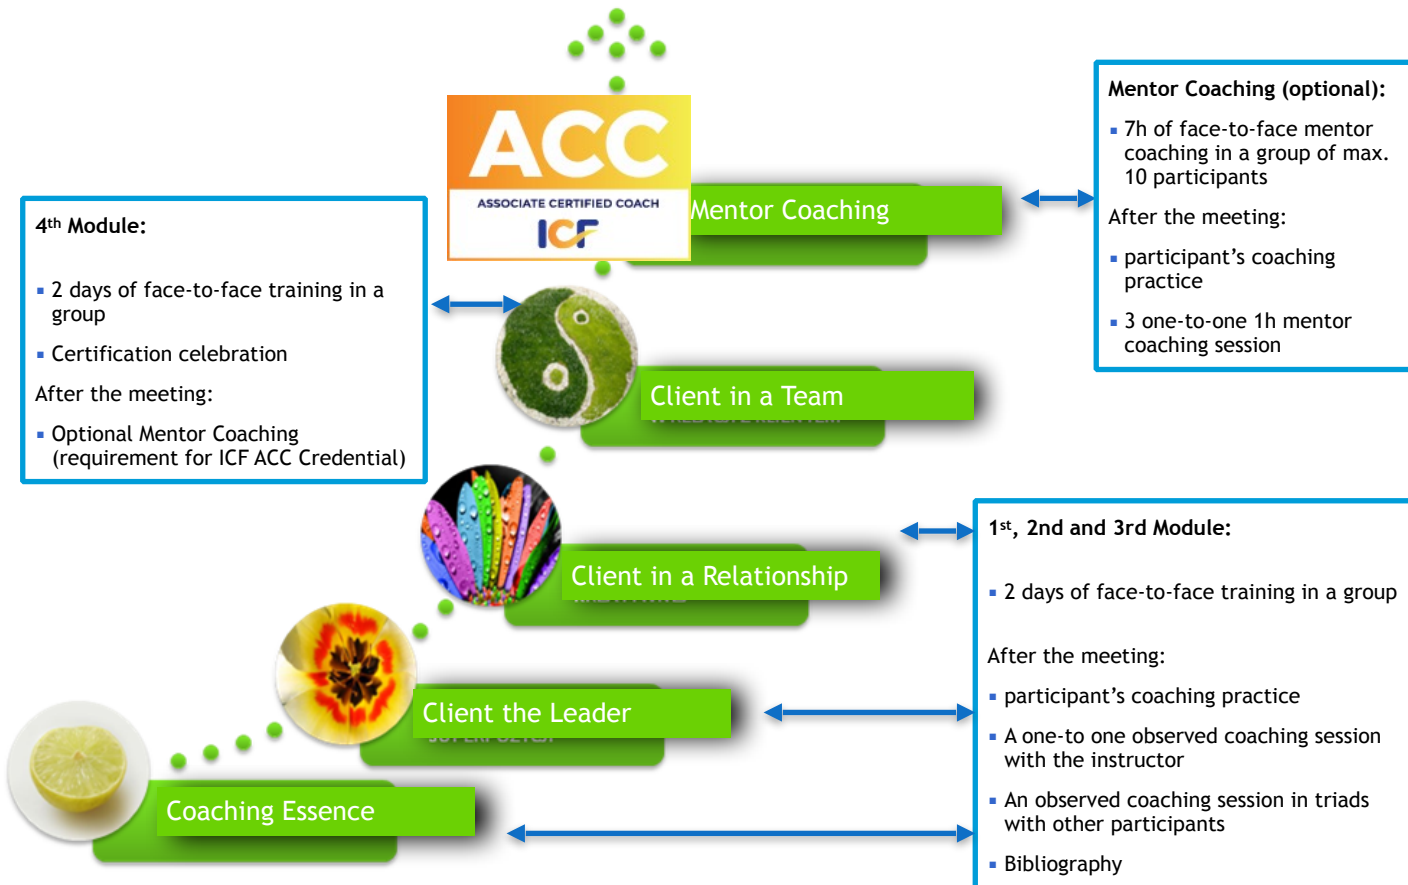 ACC
ASSOCIATE CERTIFIED COACH
ICF
Mentor Coaching
Mentor Coaching (optional):
▪ 7h of face-to-face mentor
coaching in a group of max.
10 participants
After the meeting:
▪ participant’s coaching
practice
▪ 3 one-to-one 1h mentor
coaching session
4th Module:
▪ 2 days of face-to-face training in a
group
▪ Certification celebration
After the meeting:
▪ Optional Mentor Coaching
(requirement for ICF ACC Credential)
Client in a Team
Client in a Relationship
Client the Leader
Coaching Essence
1st, 2nd and 3rd Module:
▪ 2 days of face-to-face training in a group
After the meeting:
▪ participant’s coaching practice
▪ A one-to one observed coaching session
with the instructor
▪ An observed coaching session in triads
with other participants
▪ Bibliography